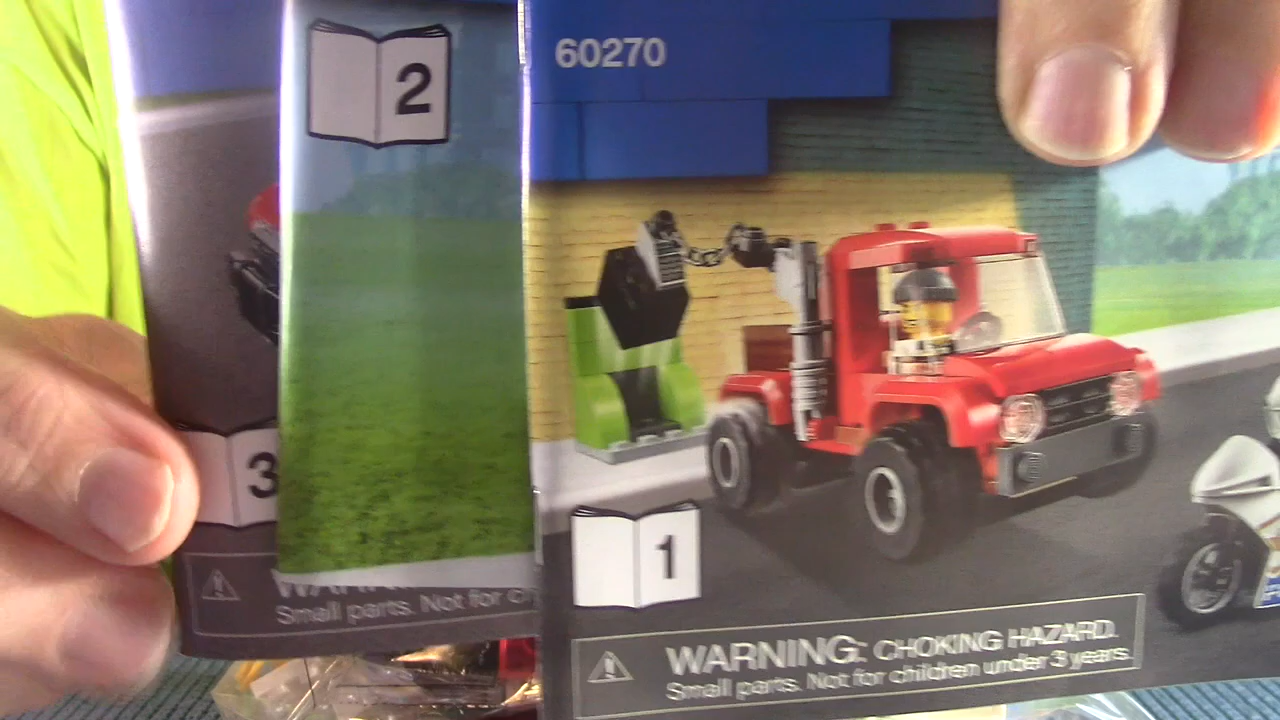 2
60270
3
1
WARNING: CHOKING HAZARD.
Small parts. Not for children under 3 years.
Small parts. Not for